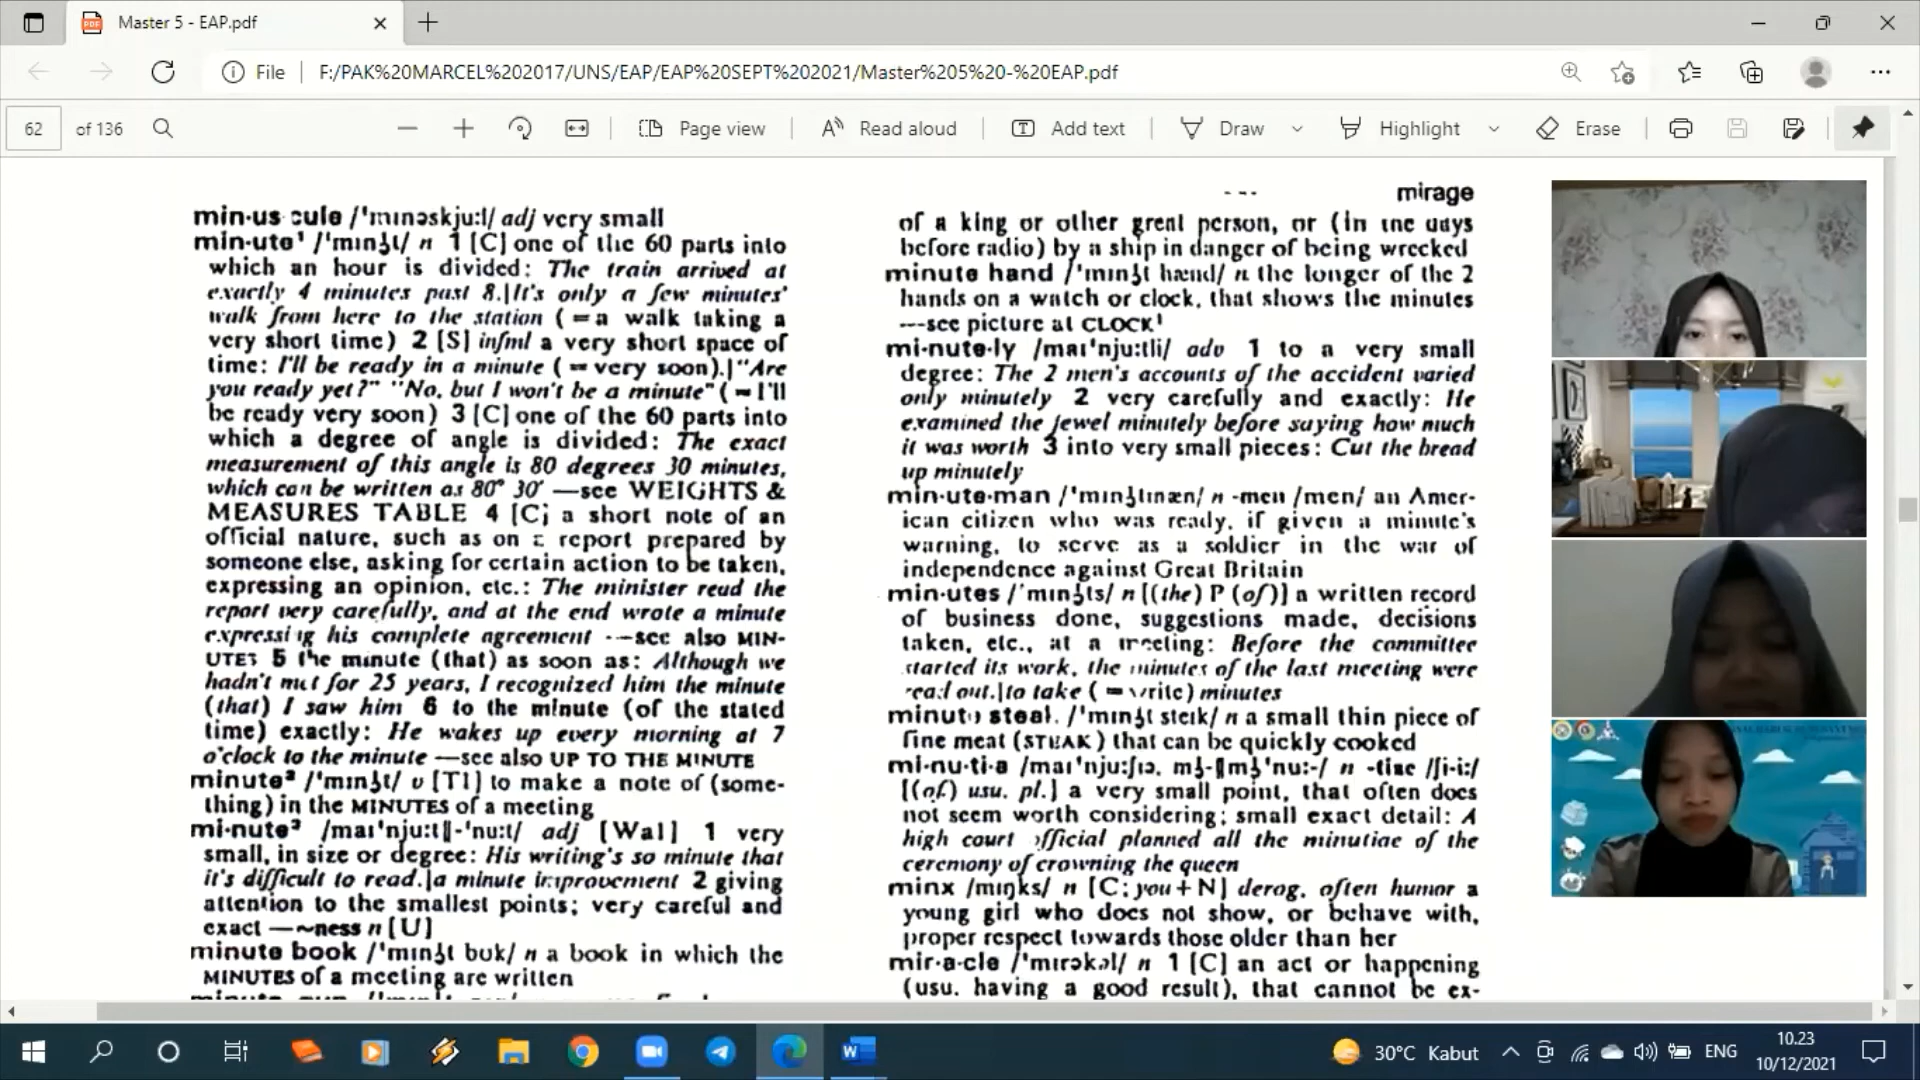 Master 5 - EAP.pdf
File
F:/PAK%20MARCEL%202017/UNS/EAP/EAP%20SEPT%202021/Master%205%20-%20EAP.pdf
62 of 136
Page view
Read aloud
Add text
Draw
Highlight
Erase
min·us cule /ˈmɪnəskjuːl/ adj very small
min·ute¹ /ˈmɪnɪ̵t/ n 1 [C] one of the 60 parts into
which an hour is divided: The train arrived at
exactly 4 minutes past 8.|It's only a few minutes'
walk from here to the station (=a walk taking a
very short time) 2 [S] infml a very short space of
time: I'll be ready in a minute (=very soon).|"Are
you ready yet?" "No, but I won't be a minute" (=I'll
be ready very soon) 3 [C] one of the 60 parts into
which a degree of angle is divided: The exact
measurement of this angle is 80 degrees 30 minutes,
which can be written as 80° 30′ —see WEIGHTS &
MEASURES TABLE 4 [C] a short note of an
official nature, such as on a report prepared by
someone else, asking for certain action to be taken,
expressing an opinion, etc.: The minister read the
report very carefully, and at the end wrote a minute
expressing his complete agreement —see also MIN-
UTES 5 the minute (that) as soon as: Although we
hadn't met for 25 years, I recognized him the minute
(that) I saw him 6 to the minute (of the stated
time) exactly: He wakes up every morning at 7
o'clock to the minute —see also UP TO THE MINUTE
minute² /ˈmɪnɪ̵t/ v [T1] to make a note of (some-
thing) in the MINUTES of a meeting
mi·nute³ /maɪˈnjuːt‖-ˈnuːt/ adj [Wa1] 1 very
small, in size or degree: His writing's so minute that
it's difficult to read.|a minute improvement 2 giving
attention to the smallest points; very careful and
exact —~ness n [U]
minute book /ˈmɪnɪ̵t bʊk/ n a book in which the
MINUTES of a meeting are written
mirage
of a king or other great person, or (in the days
before radio) by a ship in danger of being wrecked
minute hand /ˈmɪnɪ̵t hænd/ n the longer of the 2
hands on a watch or clock, that shows the minutes
—see picture at CLOCK¹
mi·nute·ly /maɪˈnjuːtli/ adv 1 to a very small
degree: The 2 men's accounts of the accident varied
only minutely 2 very carefully and exactly: He
examined the jewel minutely before saying how much
it was worth 3 into very small pieces: Cut the bread
up minutely
min·ute·man /ˈmɪnɪ̵tmæn/ n -men /men/ an Amer-
ican citizen who was ready, if given a minute's
warning, to serve as a soldier in the war of
independence against Great Britain
min·utes /ˈmɪnɪ̵ts/ n [(the) P (of)] a written record
of business done, suggestions made, decisions
taken, etc., at a meeting: Before the committee
started its work, the minutes of the last meeting were
read out.|to take (=write) minutes
minute steak /ˈmɪnɪ̵t steɪk/ n a small thin piece of
fine meat (STEAK) that can be quickly cooked
mi·nu·ti·a /maɪˈnjuːʃɪə, mɪ̵-‖mɪ̵ˈnuː-/ n -tiae /ʃi-iː/
[(of) usu. pl.] a very small point, that often does
not seem worth considering; small exact detail: A
high court official planned all the minutiae of the
ceremony of crowning the queen
minx /mɪŋks/ n [C; you+N] derog, often humor a
young girl who does not show, or behave with,
proper respect towards those older than her
mir·a·cle /ˈmɪrəkəl/ n 1 [C] an act or happening
(usu. having a good result), that cannot be ex-
30°C Kabut
ENG
10.23
10/12/2021